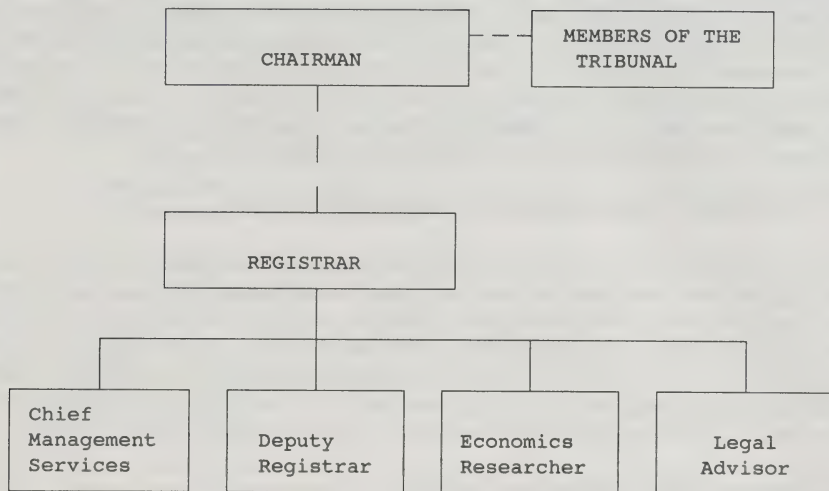 CHAIRMAN
MEMBERS OF THE
TRIBUNAL
REGISTRAR
Chief
Management
Services
Deputy
Registrar
Economics
Researcher
Legal
Advisor